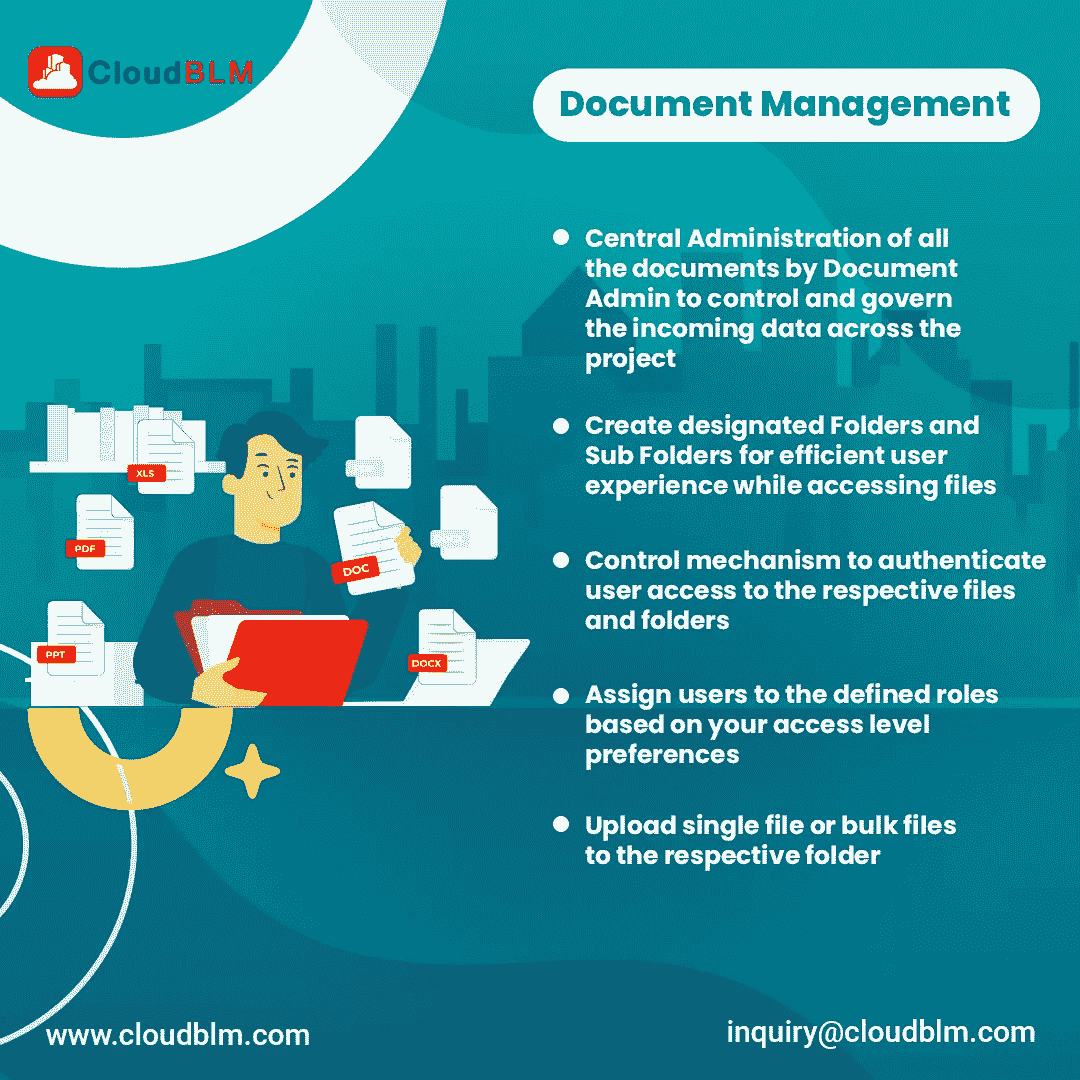 CloudBLM
Document Management
Central Administration of all
the documents by Document
Admin to control and govern
the incoming data across the
project
Create designated Folders and
Sub Folders for efficient user
experience while accessing files
Control mechanism to authenticate
user access to the respective files
and folders
Assign users to the defined roles
based on your access level
preferences
Upload single file or bulk files
to the respective folder
XLS
PDF
DOC
PPT
DOCX
www.cloudblm.com
inquiry@cloudblm.com